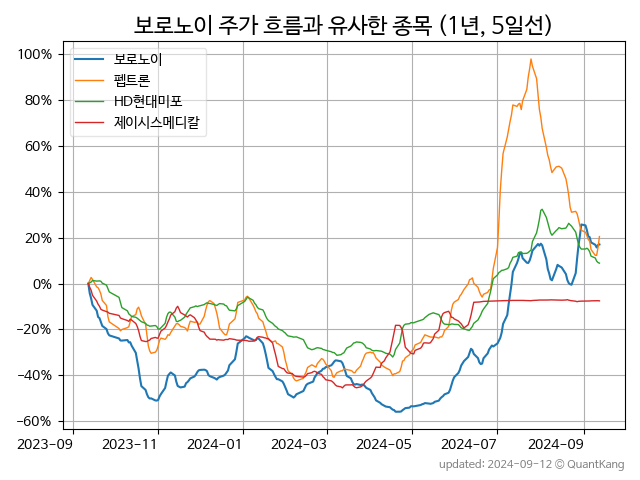 보로노이 주가 흐름과 유사한 종목 (1년, 5일선)
보로노이
펩트론
HD현대미포
제이시스메디칼
100%
80%
60%
40%
20%
0%
−20%
−40%
−60%
2023−09
2023−11
2024−01
2024−03
2024−05
2024−07
2024−09
updated: 2024-09-12 ⓒ QuantKang